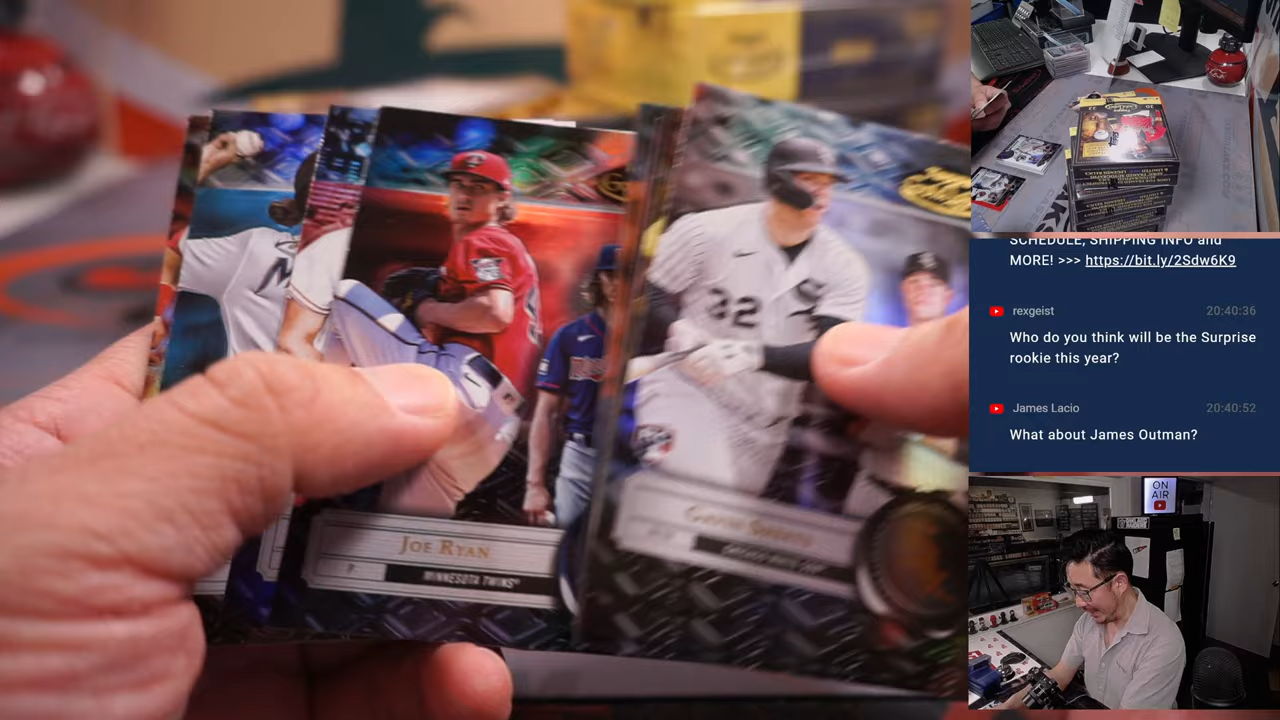 SCHEDULE, SHIPPING INFO and
MORE! >>> https://bit.ly/2Sdw6K9
rexgeist 20:40:36
Who do you think will be the Surprise
rookie this year?
James Lacio 20:40:52
What about James Outman?
ON
AIR
32
JOE RYAN
P
MINNESOTA TWINS